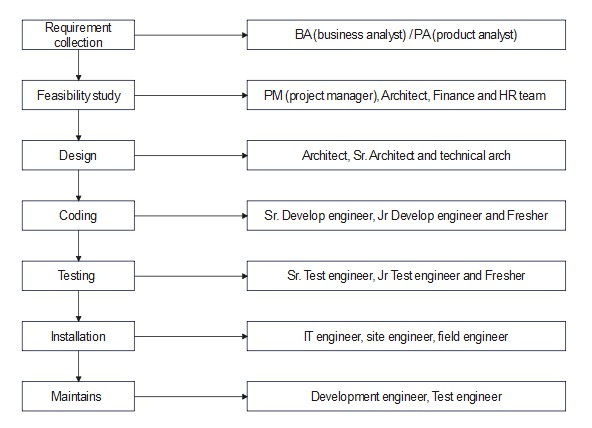 Requirement
collection
BA (business analyst) / PA (product analyst)
Feasibility study
PM (project manager), Architect, Finance and HR team
Design
Architect, Sr. Architect and technical arch
Coding
Sr. Develop engineer, Jr Develop engineer and Fresher
Testing
Sr. Test engineer, Jr Test engineer and Fresher
Installation
IT engineer, site engineer, field engineer
Maintains
Development engineer, Test engineer